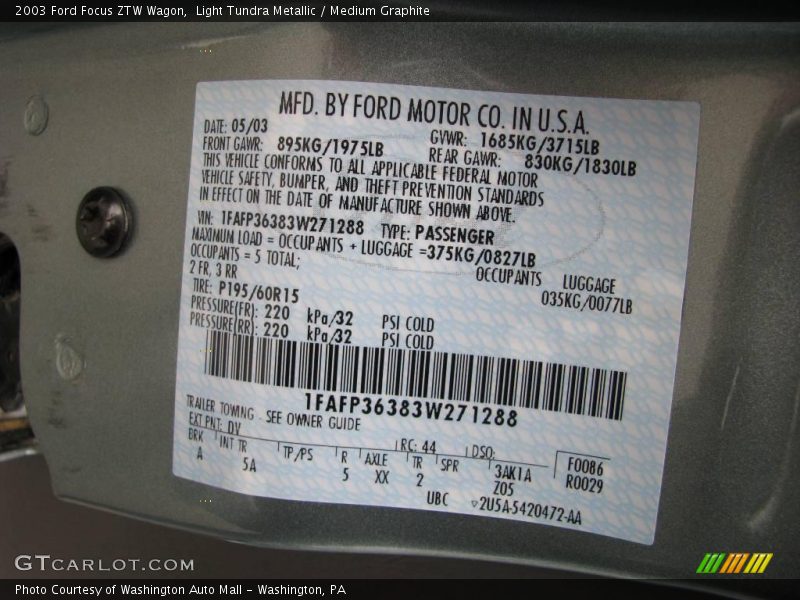 2003 Ford Focus ZTW Wagon,  Light Tundra Metallic / Medium Graphite
MFD. BY FORD MOTOR CO. IN U.S.A.
DATE: 05/03 GVWR: 1685KG/3715LB
FRONT GAWR: 895KG/1975LB REAR GAWR: 830KG/1830LB
THIS VEHICLE CONFORMS TO ALL APPLICABLE FEDERAL MOTOR
VEHICLE SAFETY, BUMPER, AND THEFT PREVENTION STANDARDS
IN EFFECT ON THE DATE OF MANUFACTURE SHOWN ABOVE.
VIN: 1FAFP36383W271288 TYPE: PASSENGER
MAXIMUM LOAD = OCCUPANTS + LUGGAGE =375KG/0827LB
OCCUPANTS = 5 TOTAL; OCCUPANTS LUGGAGE
2 FR, 3 RR 035KG/0077LB
TIRE: P195/60R15
PRESSURE(FR): 220 kPa/32 PSI COLD
PRESSURE(RR): 220 kPa/32 PSI COLD
1FAFP36383W271288
TRAILER TOWING - SEE OWNER GUIDE
EXT PNT: DV RC: 44 DSO: F0086
BRK INT TR TP/PS R AXLE TR SPR 3AK1A R0029
A 5A 5 XX 2 Z05
UBC ▽2U5A-5420472-AA
GTCARLOT.COM
Photo Courtesy of Washington Auto Mall - Washington, PA